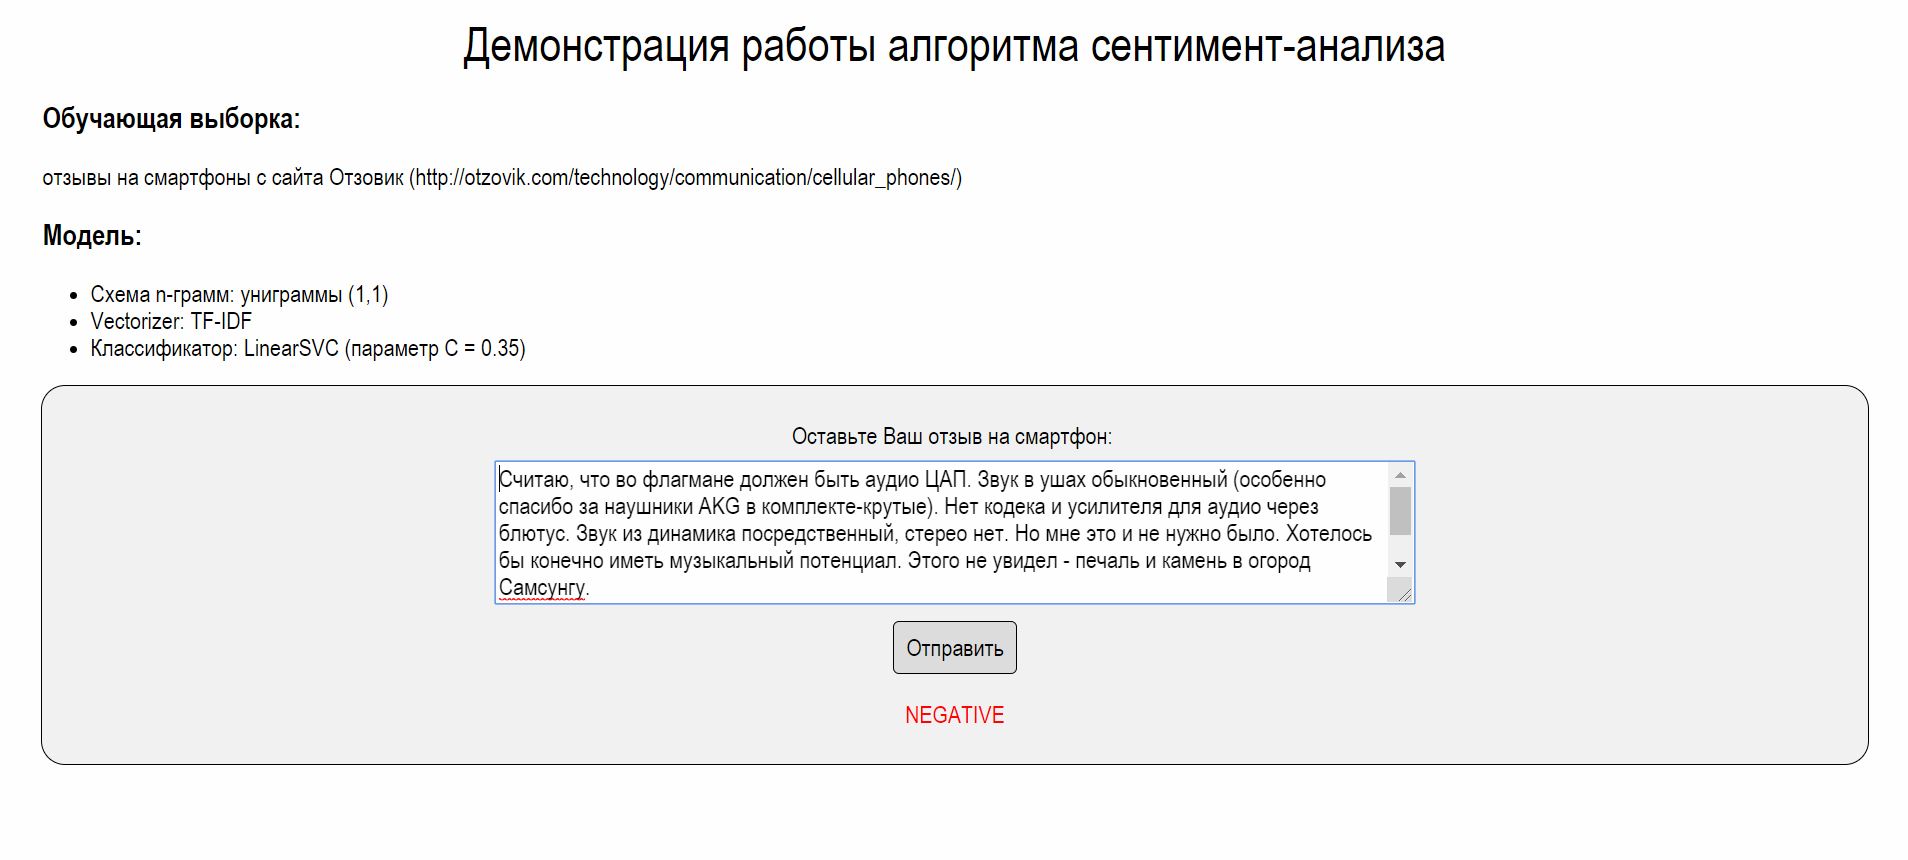 Демонстрация работы алгоритма сентимент-анализа
Обучающая выборка:
отзывы на смартфоны с сайта Отзовик (http://otzovik.com/technology/communication/cellular_phones/)
Модель:
• Схема n-грамм: униграммы (1,1)
• Vectorizer: TF-IDF
• Классификатор: LinearSVC (параметр C = 0.35)
Оставьте Ваш отзыв на смартфон:
Считаю, что во флагмане должен быть аудио ЦАП. Звук в ушах обыкновенный (особенно
спасибо за наушники AKG в комплекте-крутые). Нет кодека и усилителя для аудио через
блютус. Звук из динамика посредственный, стерео нет. Но мне это и не нужно было. Хотелось
бы конечно иметь музыкальный потенциал. Этого не увидел - печаль и камень в огород
Самсунгу.
Отправить
NEGATIVE